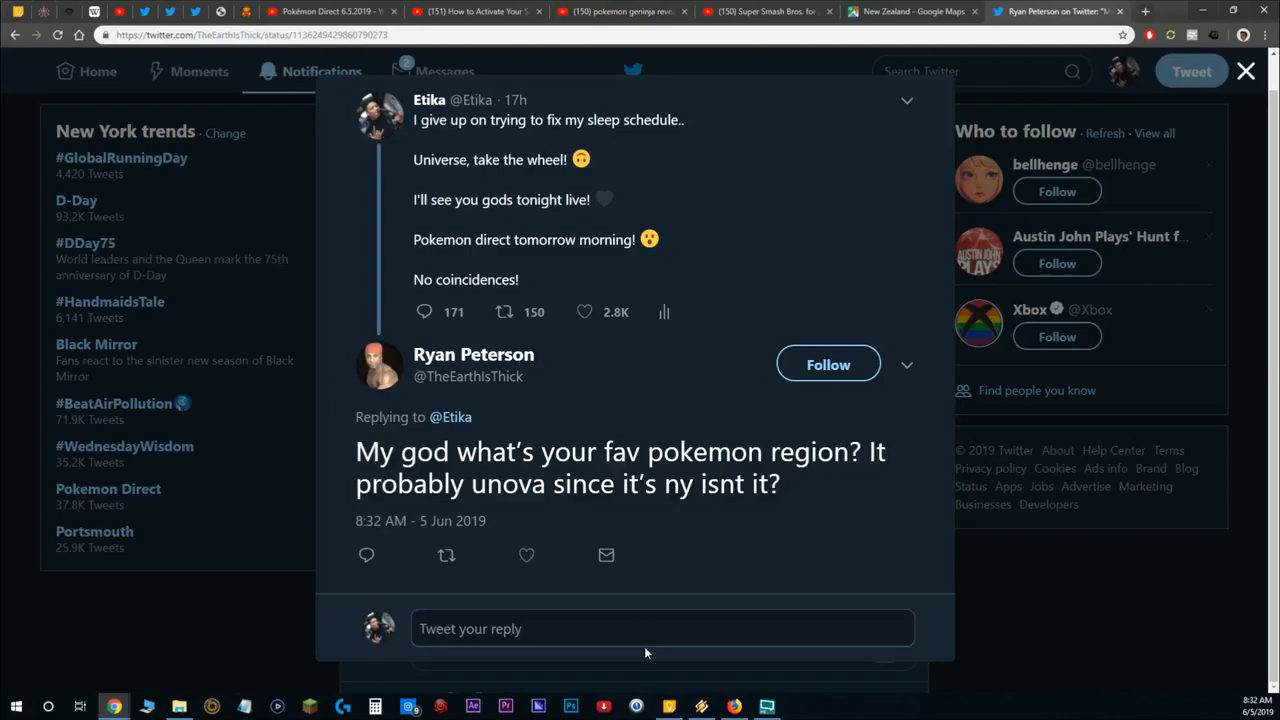 Pokémon Direct 6.5.2019 - Y
(151) How to Activate Your S
(150) pokemon geninja reve
(150) Super Smash Bros. for
New Zealand - Google Maps
Ryan Peterson on Twitter: "M
https://twitter.com/TheEarthIsThick/status/1136249429860790273
Home
Moments
Notifications
2
Messages
Search Twitter
Tweet
New York trends · Change
#GlobalRunningDay
4,420 Tweets
D-Day
93.2K Tweets
#DDay75
World leaders and the Queen mark the 75th
anniversary of D-Day
#HandmaidsTale
6,141 Tweets
Black Mirror
Fans react to the sinister new season of Black
Mirror
#BeatAirPollution
71.9K Tweets
#WednesdayWisdom
35.2K Tweets
Pokemon Direct
37.8K Tweets
Portsmouth
25.9K Tweets
Etika @Etika · 17h
I give up on trying to fix my sleep schedule..
Universe, take the wheel! 🙃
I'll see you gods tonight live! 🖤
Pokemon direct tomorrow morning! 😮
No coincidences!
171 150 2.8K
Ryan Peterson
@TheEarthIsThick
Follow
Replying to @Etika
My god what’s your fav pokemon region? It
probably unova since it’s ny isnt it?
8:32 AM - 5 Jun 2019
Tweet your reply
Who to follow · Refresh · View all
bellhenge @bellhenge
Follow
Austin John Plays' Hunt f...
Follow
Xbox @Xbox
Follow
Find people you know
© 2019 Twitter About Help Center Terms
Privacy policy Cookies Ads info Brand Blog
Status Apps Jobs Advertise Marketing
Businesses Developers
Ae
Pr
Ps
9
8:32 AM
6/5/2019